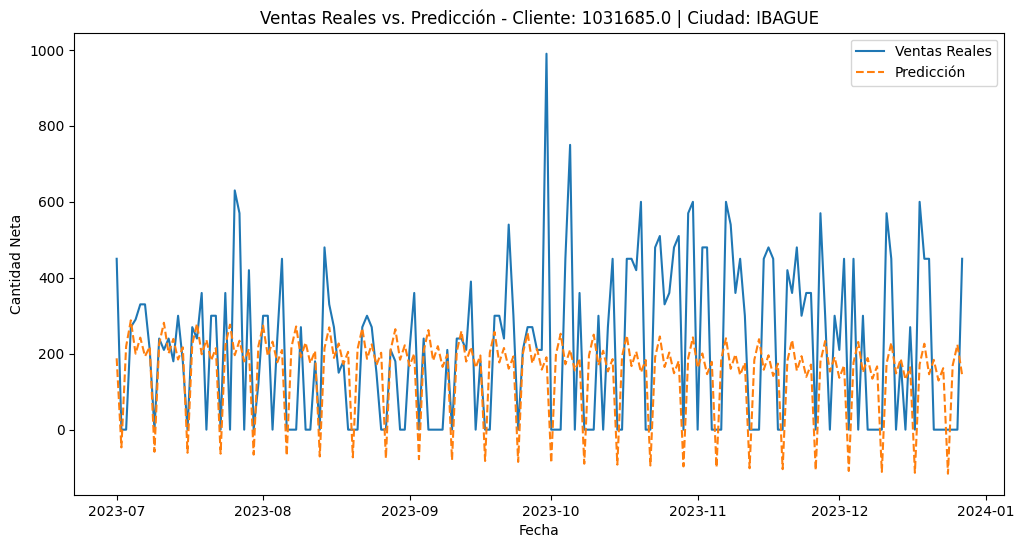 Ventas Reales vs. Predicción - Cliente: 1031685.0 | Ciudad: IBAGUE
Ventas Reales
Predicción
Cantidad Neta
1000
800
600
400
200
0
2023-07
2023-08
2023-09
2023-10
2023-11
2023-12
2024-01
Fecha